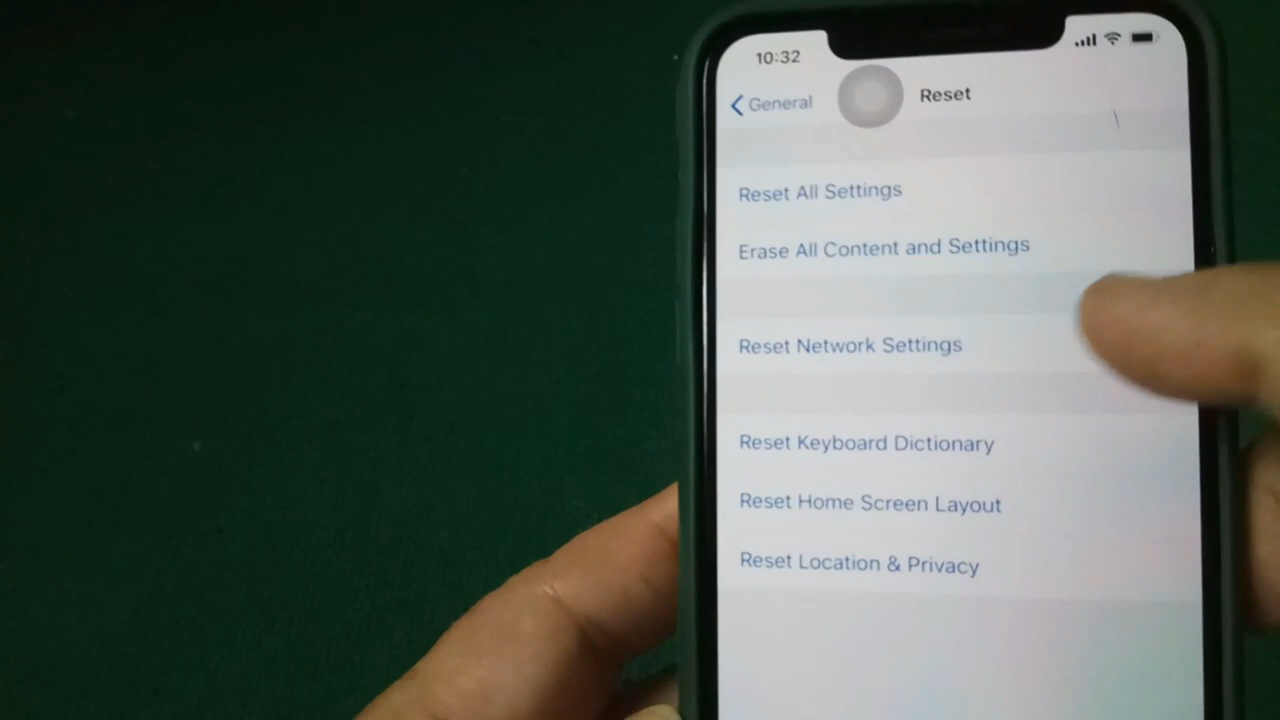 10:32
General
Reset
Reset All Settings
Erase All Content and Settings
Reset Network Settings
Reset Keyboard Dictionary
Reset Home Screen Layout
Reset Location & Privacy